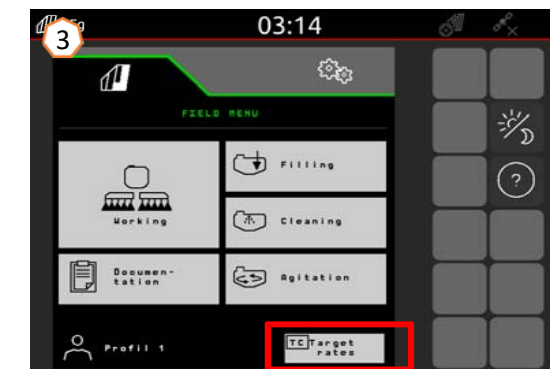 3
g
03:14
FIELD MENU
Working
Filling
Cleaning
Documen-
tation
Agitation
Profil 1
TC Target
rates
?